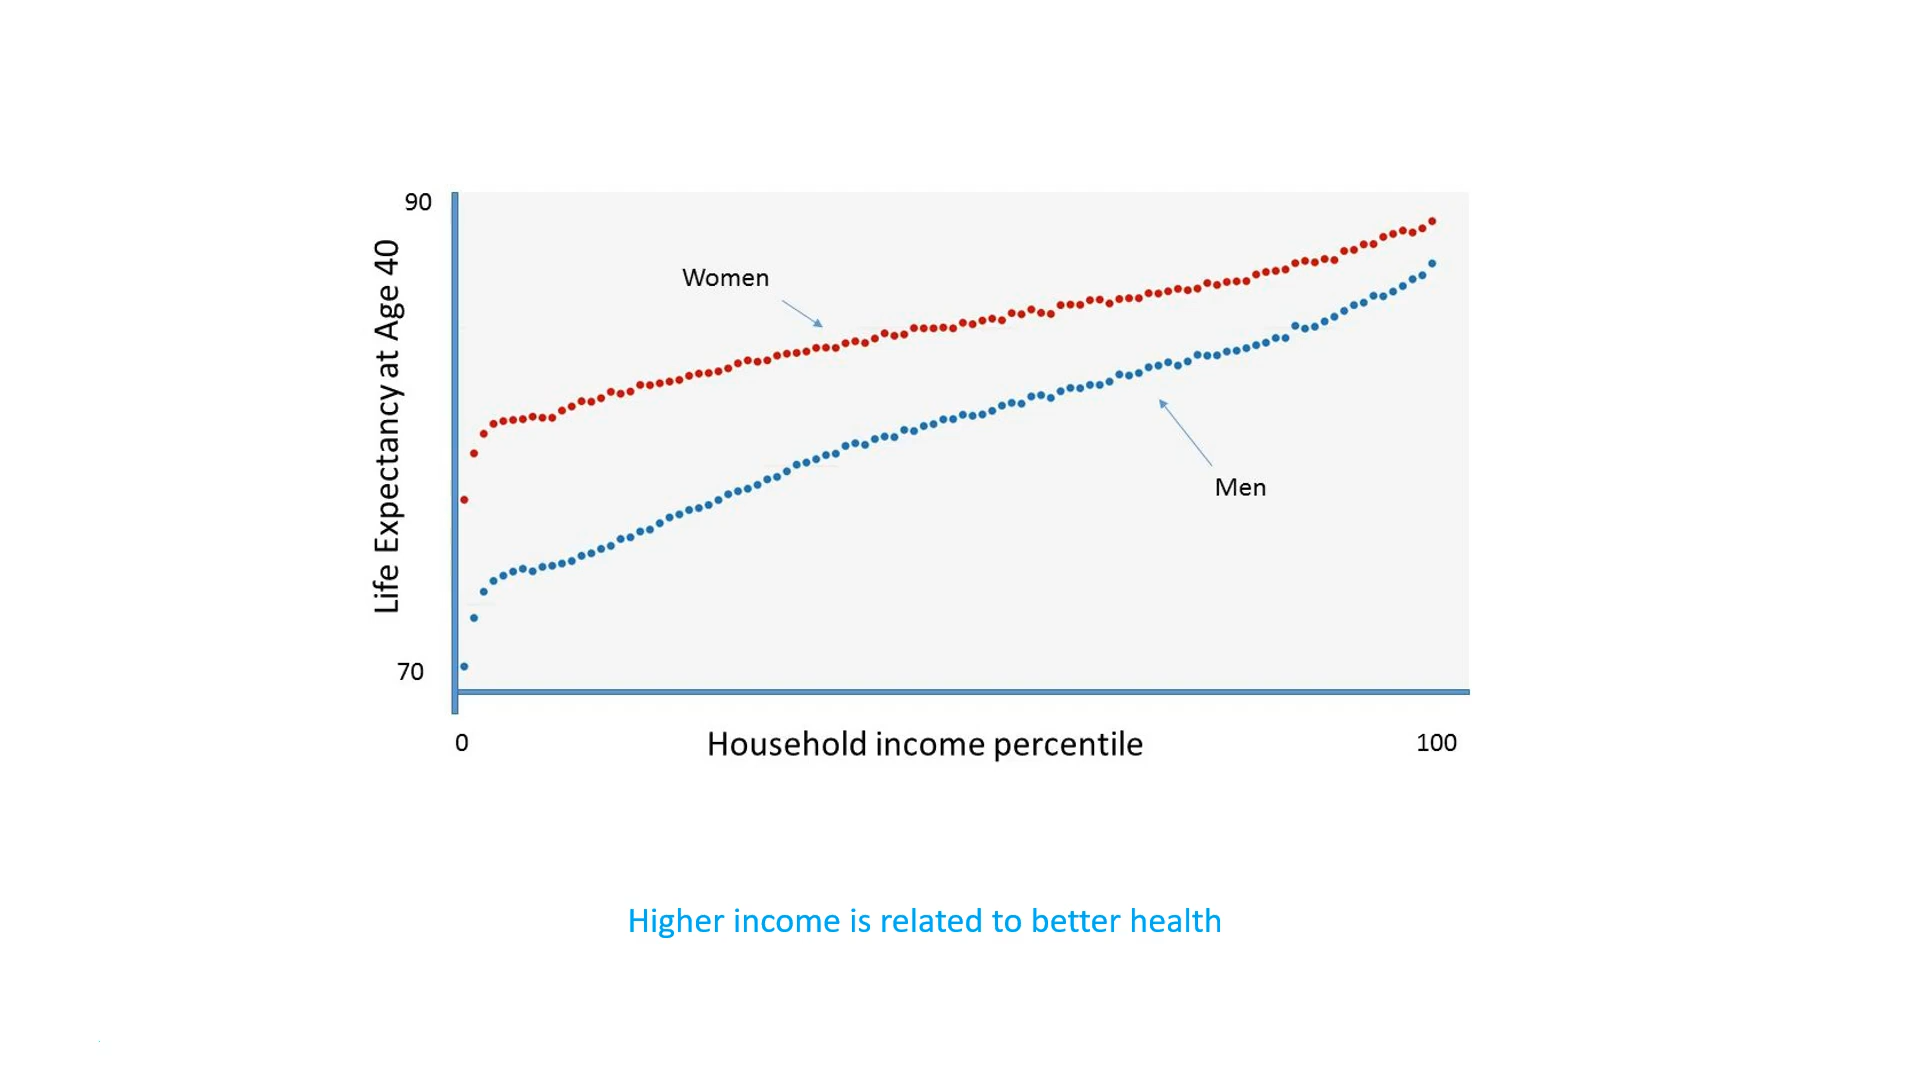 90
Life Expectancy at Age 40
Women
Men
70
0
Household income percentile
100
Higher income is related to better health